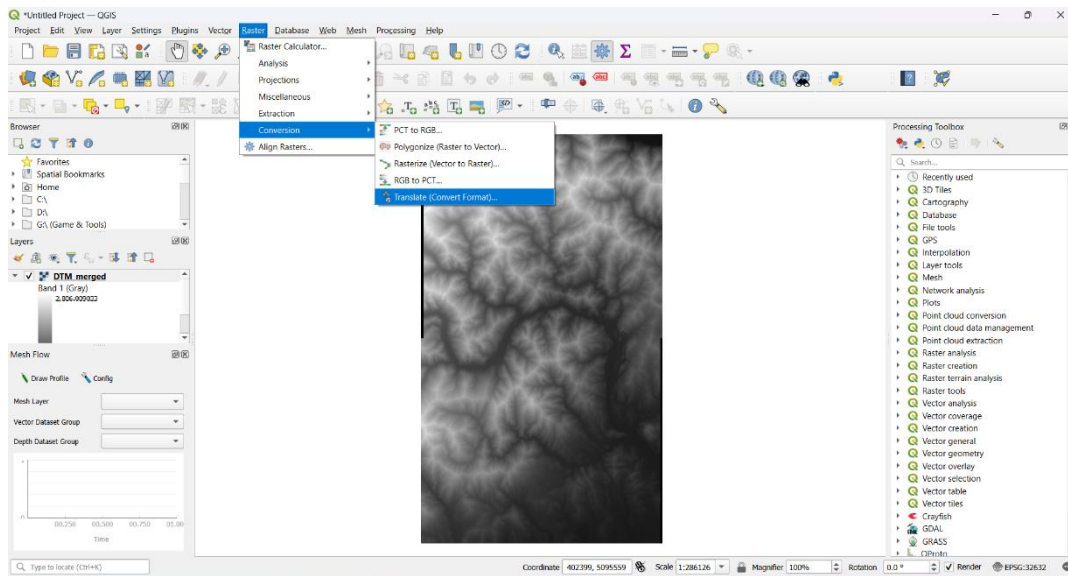 *Untitled Project — QGIS
Project Edit View Layer Settings Plugins Vector Raster Database Web Mesh Processing Help
Raster Calculator...
Analysis
Projections
Miscellaneous
Extraction
Conversion
Align Rasters...
PCT to RGB...
Polygonize (Raster to Vector)...
Rasterize (Vector to Raster)...
RGB to PCT...
Translate (Convert Format)...
Browser
Favorites
Spatial Bookmarks
Home
C:\
D:\
G:\ (Game & Tools)
Layers
DTM_merged
Band 1 (Gray)
2,806.009033
Mesh Flow
Draw Profile Config
Mesh Layer
Vector Dataset Group
Depth Dataset Group
00.250 00.500 00.750 01.00
Time
Processing Toolbox
Search...
Recently used
3D Tiles
Cartography
Database
File tools
GPS
Interpolation
Layer tools
Mesh
Network analysis
Plots
Point cloud conversion
Point cloud data management
Point cloud extraction
Raster analysis
Raster creation
Raster terrain analysis
Raster tools
Vector analysis
Vector coverage
Vector creation
Vector general
Vector geometry
Vector overlay
Vector selection
Vector table
Vector tiles
Crayfish
GDAL
GRASS
Type to locate (Ctrl+K)
Coordinate 402399, 5095559 Scale 1:286126 Magnifier 100% Rotation 0.0 ° Render EPSG:32632